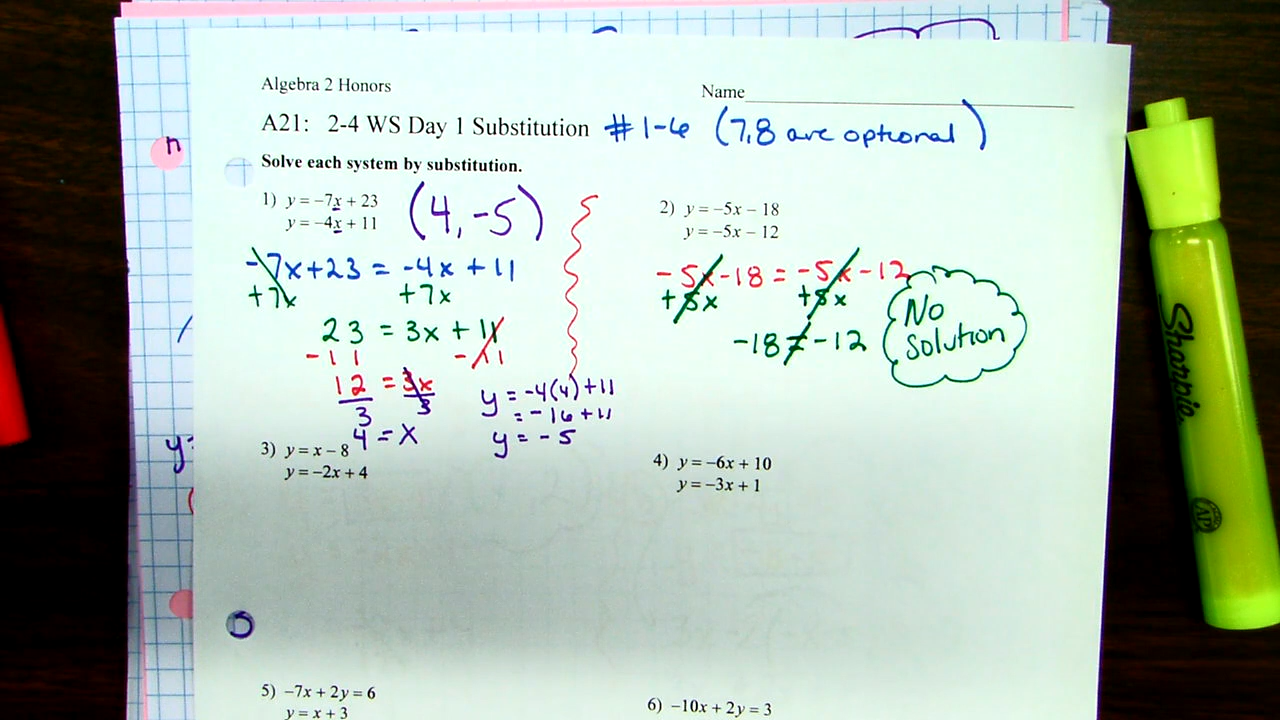 Algebra 2 Honors
Name
A21: 2-4 WS Day 1 Substitution #1-6 (7,8 are optional)
Solve each system by substitution.
1) y = −7x + 23
y = −4x + 11
(4, -5)
-7x+23 = -4x + 11
+7x +7x
23 = 3x + 11
-11 -11
12 = 3x
3 3
4 = x
y = -4(4)+11
= -16+11
y = -5
2) y = −5x − 18
y = −5x − 12
-5x-18 = -5x-12
+5x +5x
-18 ≠ -12
No
Solution
3) y = x − 8
y = −2x + 4
4) y = −6x + 10
y = −3x + 1
5) −7x + 2y = 6
y = x + 3
6) −10x + 2y = 3
n
y=
Sharpie
AP